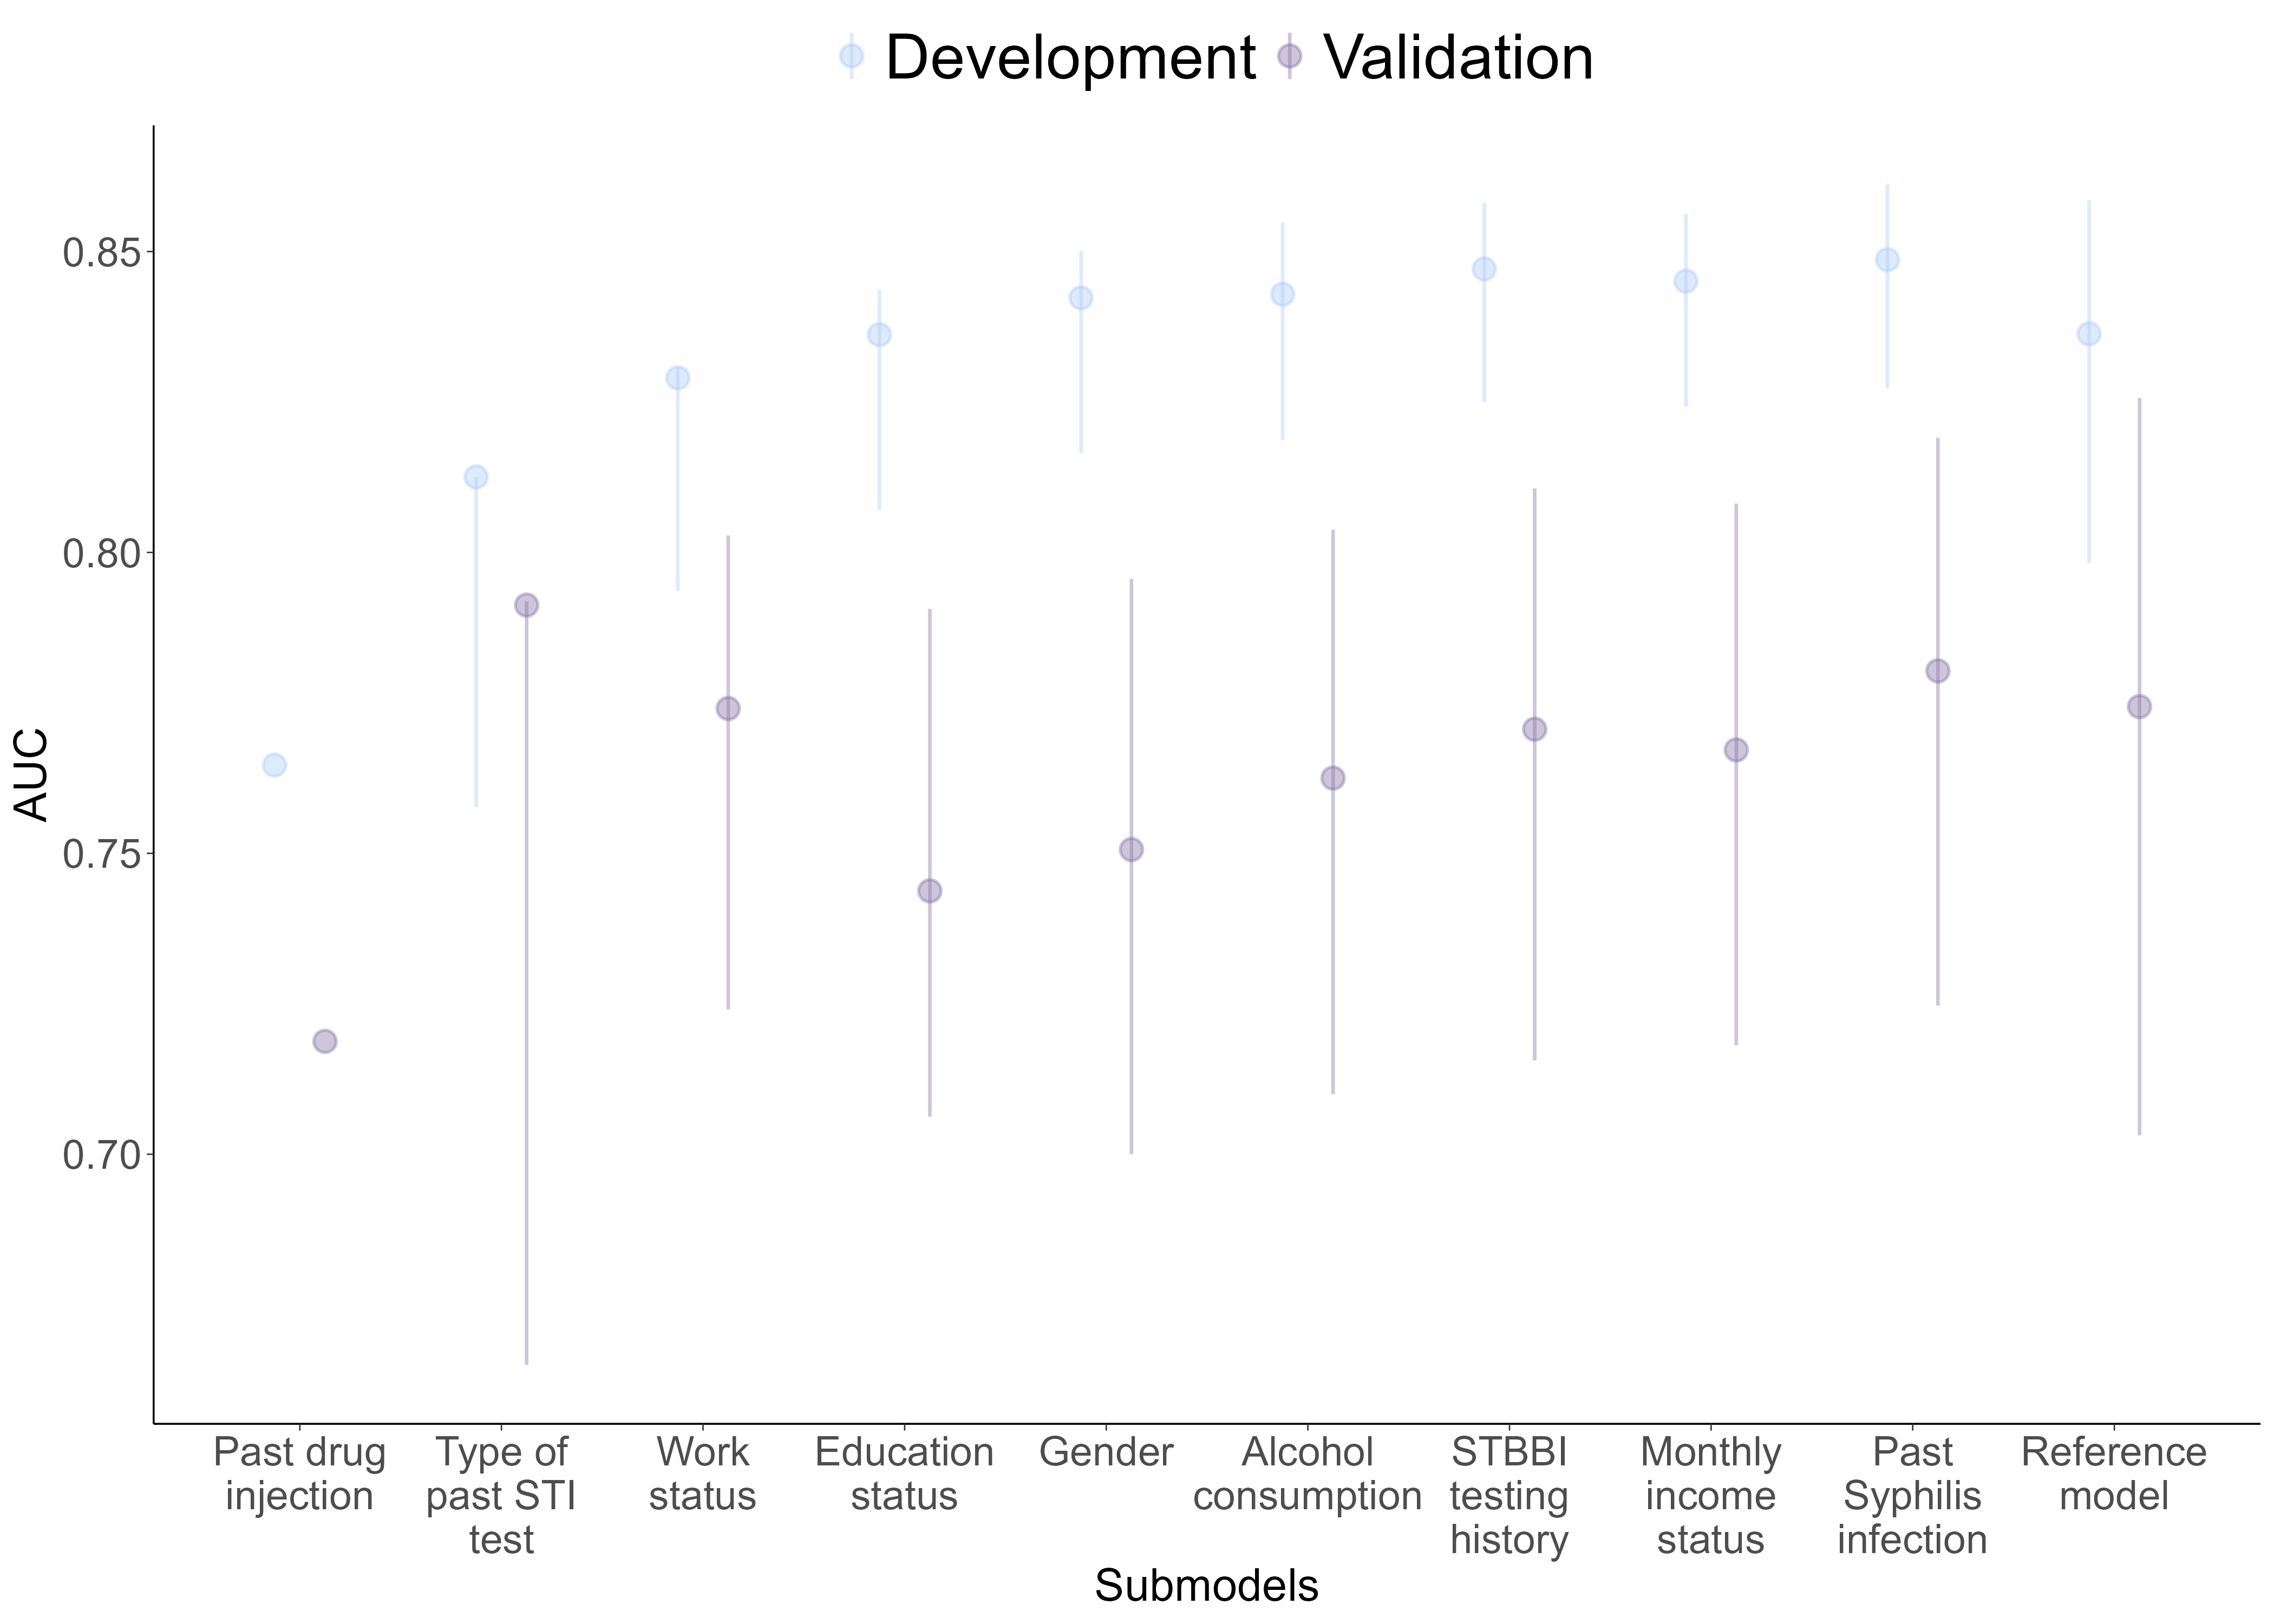 Development Validation
AUC
0.85
0.80
0.75
0.70
Past drug
injection
Type of
past STI
test
Work
status
Education
status
Gender
Alcohol
consumption
STBBI
testing
history
Monthly
income
status
Past
Syphilis
infection
Reference
model
Submodels